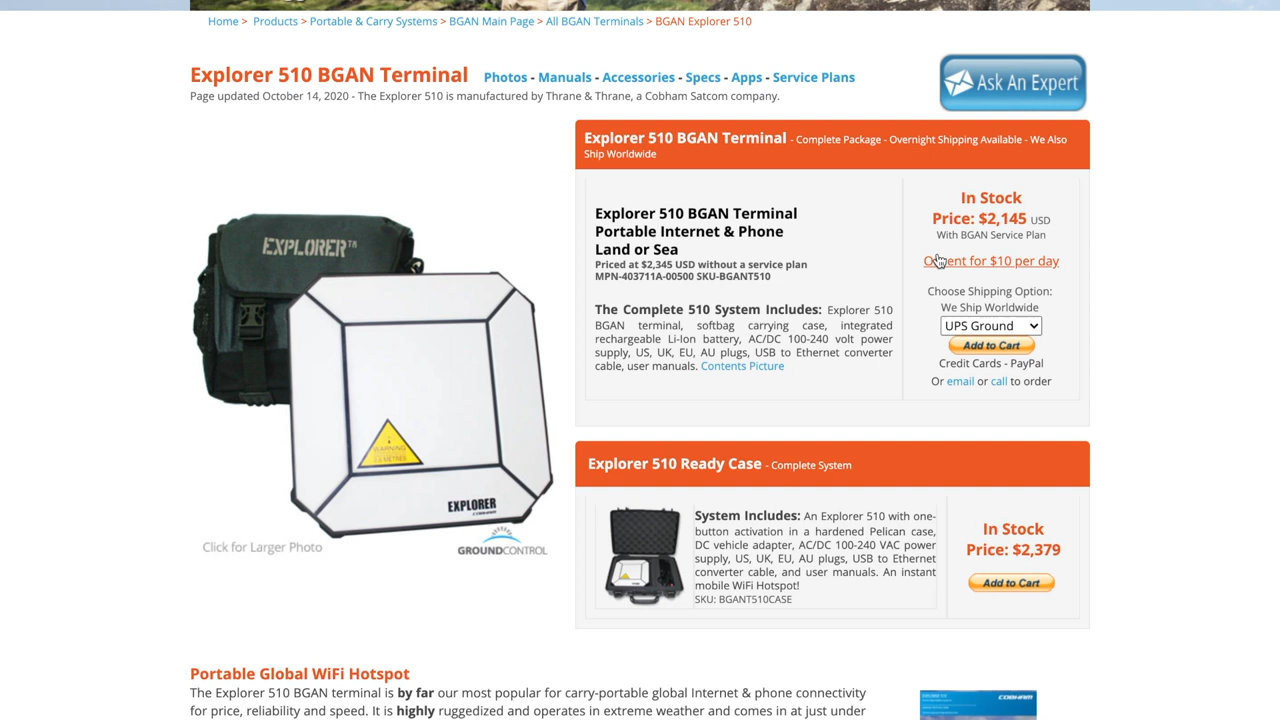 Home > Products > Portable & Carry Systems > BGAN Main Page > All BGAN Terminals > BGAN Explorer 510
Explorer 510 BGAN Terminal Photos - Manuals - Accessories - Specs - Apps - Service Plans
Page updated October 14, 2020 - The Explorer 510 is manufactured by Thrane & Thrane, a Cobham Satcom company.
Ask An Expert
Explorer 510 BGAN Terminal - Complete Package - Overnight Shipping Available - We Also
Ship Worldwide
EXPLORER™
WARNING
EXPLORER
COBHAM
Click for Larger Photo
GROUNDCONTROL
Explorer 510 BGAN Terminal
Portable Internet & Phone
Land or Sea
Priced at $2,345 USD without a service plan
MPN-403711A-00500 SKU-BGANT510
The Complete 510 System Includes: Explorer 510
BGAN terminal, softbag carrying case, integrated
rechargeable Li-Ion battery, AC/DC 100-240 volt power
supply, US, UK, EU, AU plugs, USB to Ethernet converter
cable, user manuals. Contents Picture
In Stock
Price: $2,145 USD
With BGAN Service Plan
for $10 per day
Choose Shipping Option:
We Ship Worldwide
UPS Ground
Add to Cart
Credit Cards - PayPal
Or email or call to order
Explorer 510 Ready Case - Complete System
System Includes: An Explorer 510 with one-
button activation in a hardened Pelican case,
DC vehicle adapter, AC/DC 100-240 VAC power
supply, US, UK, EU, AU plugs, USB to Ethernet
converter cable, and user manuals. An instant
mobile WiFi Hotspot!
SKU: BGANT510CASE
In Stock
Price: $2,379
Add to Cart
Portable Global WiFi Hotspot
The Explorer 510 BGAN terminal is by far our most popular for carry-portable global Internet & phone connectivity
for price, reliability and speed. It is highly ruggedized and operates in extreme weather and comes in at just under
COBHAM